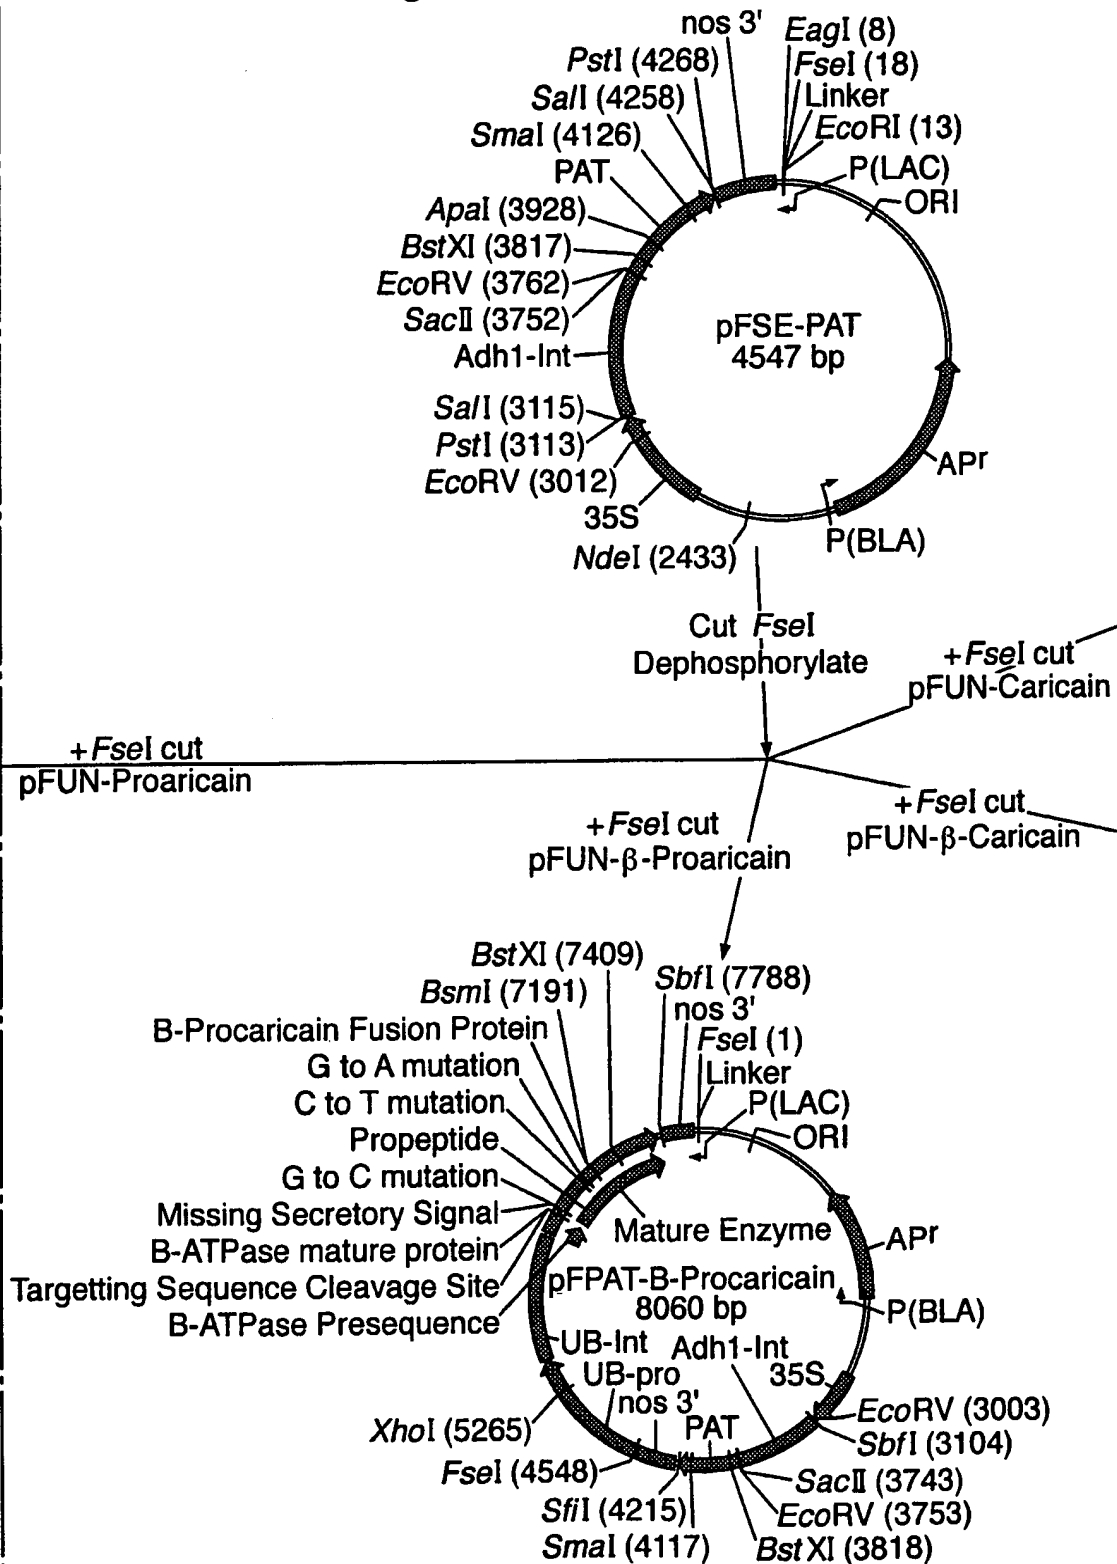 nos 3'
EagI (8)
PstI (4268)
FseI (18)
SalI (4258)
Linker
SmaI (4126)
EcoRI (13)
PAT
P(LAC)
ApaI (3928)
ORI
BstXI (3817)
EcoRV (3762)
SacII (3752)
pFSE-PAT
4547 bp
Adh1-Int
SalI (3115)
PstI (3113)
APr
EcoRV (3012)
35S
P(BLA)
NdeI (2433)
Cut FseI
Dephosphorylate
+FseI cut
pFUN-Caricain
+FseI cut
pFUN-Proaricain
+FseI cut
pFUN-β-Caricain
+FseI cut
pFUN-β-Proaricain
BstXI (7409)
SbfI (7788)
BsmI (7191)
nos 3'
B-Procaricain Fusion Protein
FseI (1)
G to A mutation
Linker
C to T mutation
P(LAC)
Propeptide
ORI
G to C mutation
Missing Secretory Signal
Mature Enzyme
APr
B-ATPase mature protein
Targetting Sequence Cleavage Site
pFPAT-B-Procaricain
8060 bp
P(BLA)
B-ATPase Presequence
UB-Int
Adh1-Int
UB-pro
35S
nos 3'
PAT
XhoI (5265)
EcoRV (3003)
SbfI (3104)
FseI (4548)
SacII (3743)
SfiI (4215)
EcoRV (3753)
SmaI (4117)
BstXI (3818)